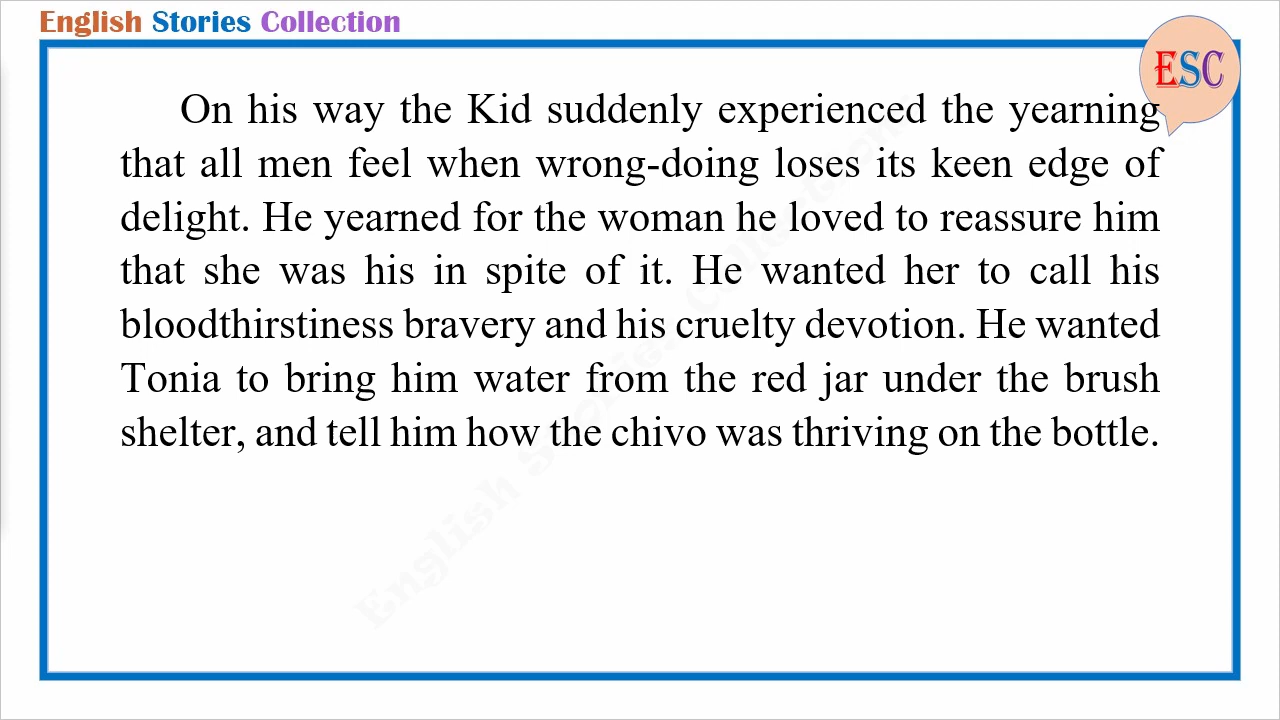 English Stories Collection
ESC
On his way the Kid suddenly experienced the yearning
that all men feel when wrong-doing loses its keen edge of
delight. He yearned for the woman he loved to reassure him
that she was his in spite of it. He wanted her to call his
bloodthirstiness bravery and his cruelty devotion. He wanted
Tonia to bring him water from the red jar under the brush
shelter, and tell him how the chivo was thriving on the bottle.
English Stories Collection